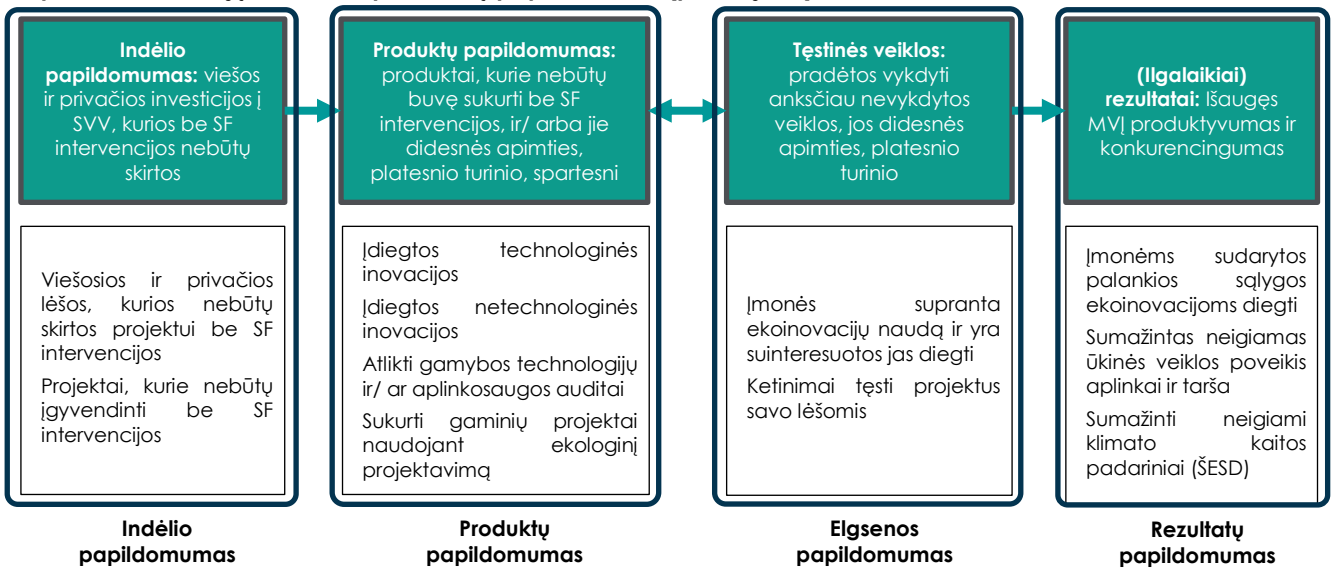 Indėlio
papildomumas: viešos
ir privačios investicijos į
SVV, kurios be SF
intervencijos nebūtų
skirtos
Produktų papildomumas:
produktai, kurie nebūtų
buvę sukurti be SF
intervencijos, ir/ arba jie
didesnės apimties,
platesnio turinio, spartesni
Tęstinės veiklos:
pradėtos vykdyti
anksčiau nevykdytos
veiklos, jos didesnės
apimties, platesnio
turinio
(Ilgalaikiai)
rezultatai: Išaugęs
MVĮ produktyvumas ir
konkurencingumas
Viešosios ir privačios
lėšos, kurios nebūtų
skirtos projektui be SF
intervencijos
Projektai, kurie nebūtų
įgyvendinti be SF
intervencijos
Įdiegtos technologinės
inovacijos
Įdiegtos netechnologinės
inovacijos
Atlikti gamybos technologijų
ir/ ar aplinkosaugos auditai
Sukurti gaminių projektai
naudojant ekologinį
projektavimą
Įmonės supranta
ekoinovacijų naudą ir yra
suinteresuotos jas diegti
Ketinimai tęsti projektus
savo lėšomis
Įmonėms sudarytos
palankios sąlygos
ekoinovacijoms diegti
Sumažintas neigiamas
ūkinės veiklos poveikis
aplinkai ir tarša
Sumažinti neigiami
klimato kaitos
padariniai (ŠESD)
Indėlio
papildomumas
Produktų
papildomumas
Elgsenos
papildomumas
Rezultatų
papildomumas